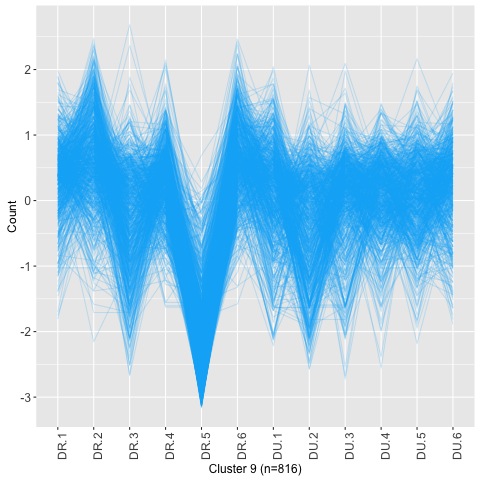 Count
2
1
0
-1
-2
-3
DR.1
DR.2
DR.3
DR.4
DR.5
DR.6
DU.1
DU.2
DU.3
DU.4
DU.5
DU.6
Cluster 9 (n=816)